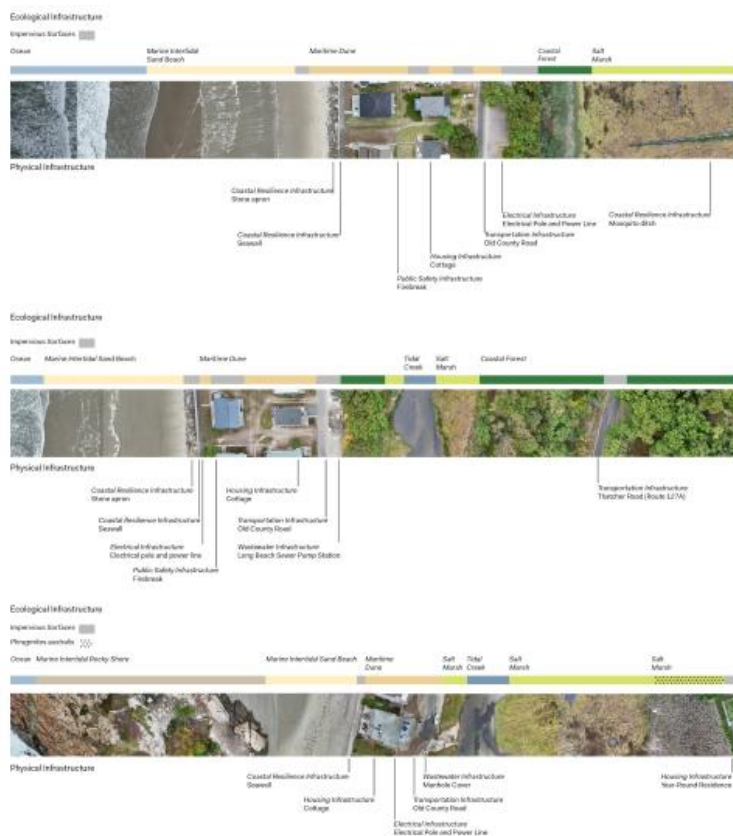 Ecological Infrastructure
Impervious Surfaces
Ocean
Marine Intertidal
Sand Beach
Maritime Dune
Coastal
Forest
Salt
Marsh
Physical Infrastructure
Coastal Resilience Infrastructure
Stone apron
Coastal Resilience Infrastructure
Seawall
Public Safety Infrastructure
Firebreak
Housing Infrastructure
Cottage
Transportation Infrastructure
Old County Road
Electrical Infrastructure
Electrical Pole and Power Line
Coastal Resilience Infrastructure
Mosquito ditch
Ecological Infrastructure
Impervious Surfaces
Ocean
Marine Intertidal Sand Beach
Maritime Dune
Tidal
Creek
Salt
Marsh
Coastal Forest
Physical Infrastructure
Coastal Resilience Infrastructure
Stone apron
Coastal Resilience Infrastructure
Seawall
Electrical Infrastructure
Electrical pole and power line
Public Safety Infrastructure
Firebreak
Housing Infrastructure
Cottage
Transportation Infrastructure
Old County Road
Wastewater Infrastructure
Long Beach Sewer Pump Station
Transportation Infrastructure
Thatcher Road (Route 127A)
Ecological Infrastructure
Impervious Surfaces
Phragmites australis
Ocean
Marine Intertidal Rocky Shore
Marine Intertidal Sand Beach
Maritime
Dune
Salt
Marsh
Tidal
Creek
Salt
Marsh
Salt
Marsh
Physical Infrastructure
Coastal Resilience Infrastructure
Seawall
Housing Infrastructure
Cottage
Electrical Infrastructure
Electrical Pole and Power Line
Transportation Infrastructure
Old County Road
Wastewater Infrastructure
Manhole Cover
Housing Infrastructure
Year-Round Residence